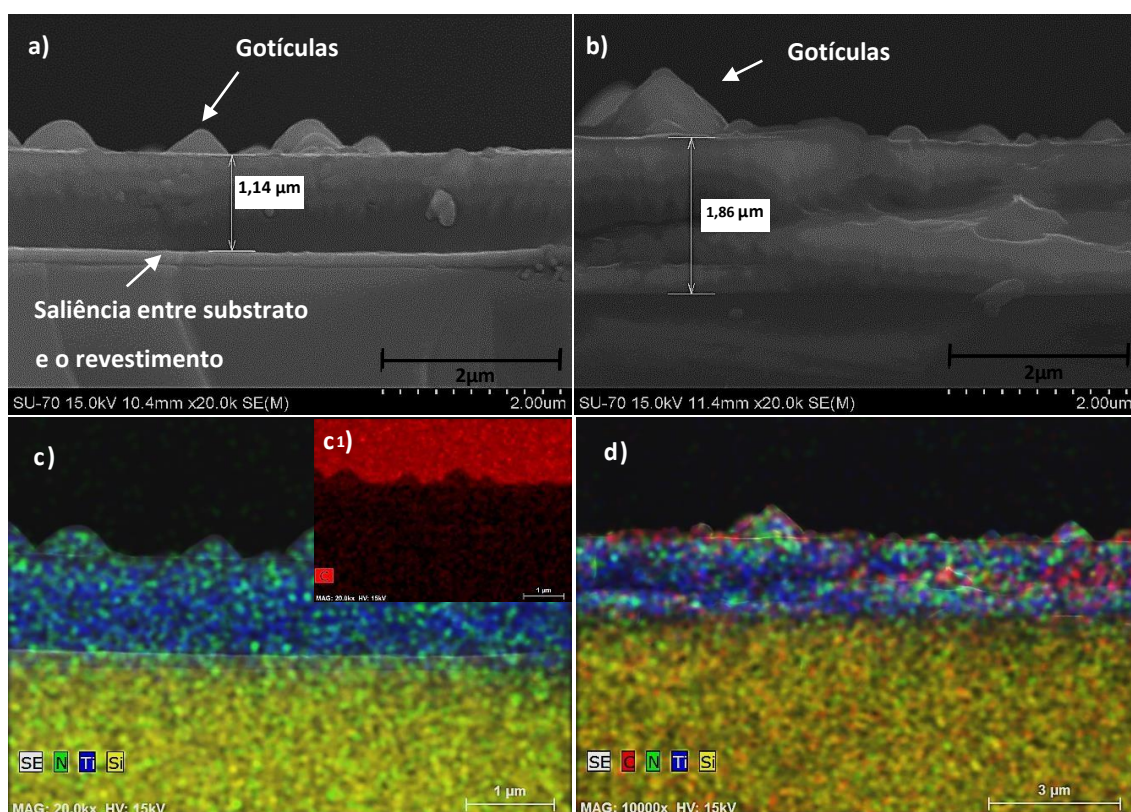 a)
Gotículas
1,14 µm
Saliência entre substrato
e o revestimento
2µm
SU-70 15.0kV 10.4mm x20.0k SE(M)
2.00um
b)
Gotículas
1,86 µm
2µm
SU-70 15.0kV 11.4mm x20.0k SE(M)
2.00um
c)
SE N Ti Si
MAG: 20.0kx HV: 15kV
1 µm
c1)
C
MAG: 20.0kx HV: 15kV
1 µm
d)
SE C N Ti Si
MAG: 10000x HV: 15kV
3 µm